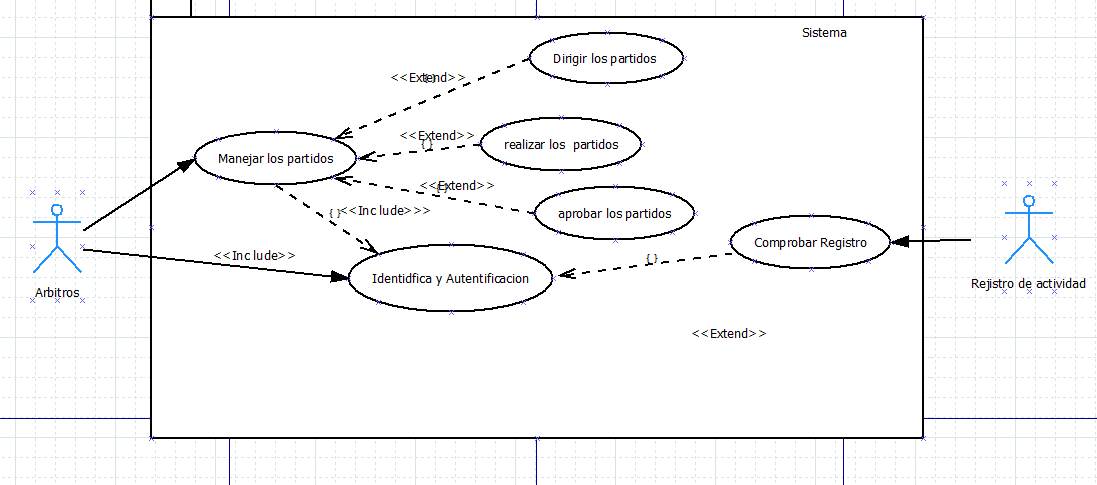 Sistema
Dirigir los partidos
<<Extend>>
{ }
<<Extend>>
{ }
realizar los partidos
Manejar los partidos
<<Extend>>
{ }
aprobar los partidos
{ }
<<Include>>>
Comprobar Registro
<<Include>>
{ }
Identidfica y Autentificacion
Arbitros
Rejistro de actividad
<<Extend>>